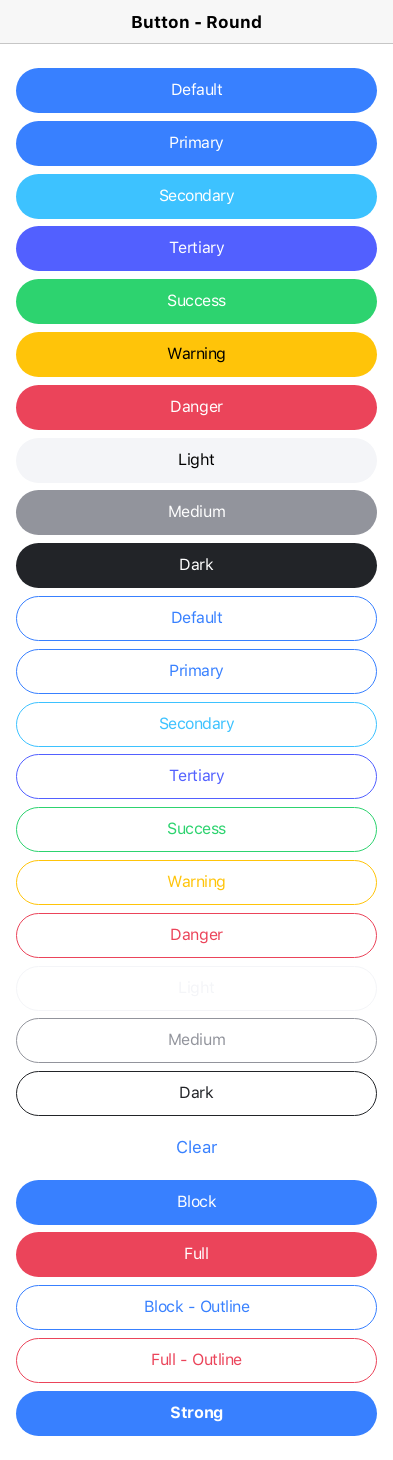 Button - Round
Default
Primary
Secondary
Tertiary
Success
Warning
Danger
Light
Medium
Dark
Default
Primary
Secondary
Tertiary
Success
Warning
Danger
Light
Medium
Dark
Clear
Block
Full
Block - Outline
Full - Outline
Strong